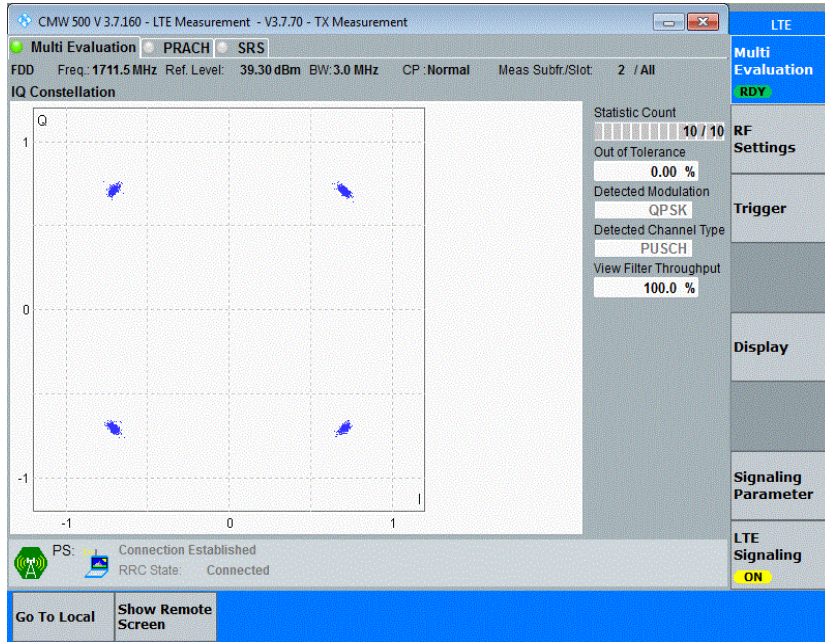 CMW 500 V 3.7.160 - LTE Measurement - V3.7.70 - TX Measurement
LTE
Multi Evaluation PRACH SRS
FDD Freq.: 1711.5 MHz Ref. Level: 39.30 dBm BW: 3.0 MHz CP : Normal Meas Subfr./Slot: 2 / All
IQ Constellation
Q
1
0
-1
-1
0
1
I
Statistic Count
10 / 10
Out of Tolerance
0.00 %
Detected Modulation
QPSK
Detected Channel Type
PUSCH
View Filter Throughput
100.0 %
Multi
Evaluation
RDY
RF
Settings
Trigger
Display
Signaling
Parameter
LTE
Signaling
ON
PS: Connection Established
RRC State: Connected
Go To Local
Show Remote
Screen